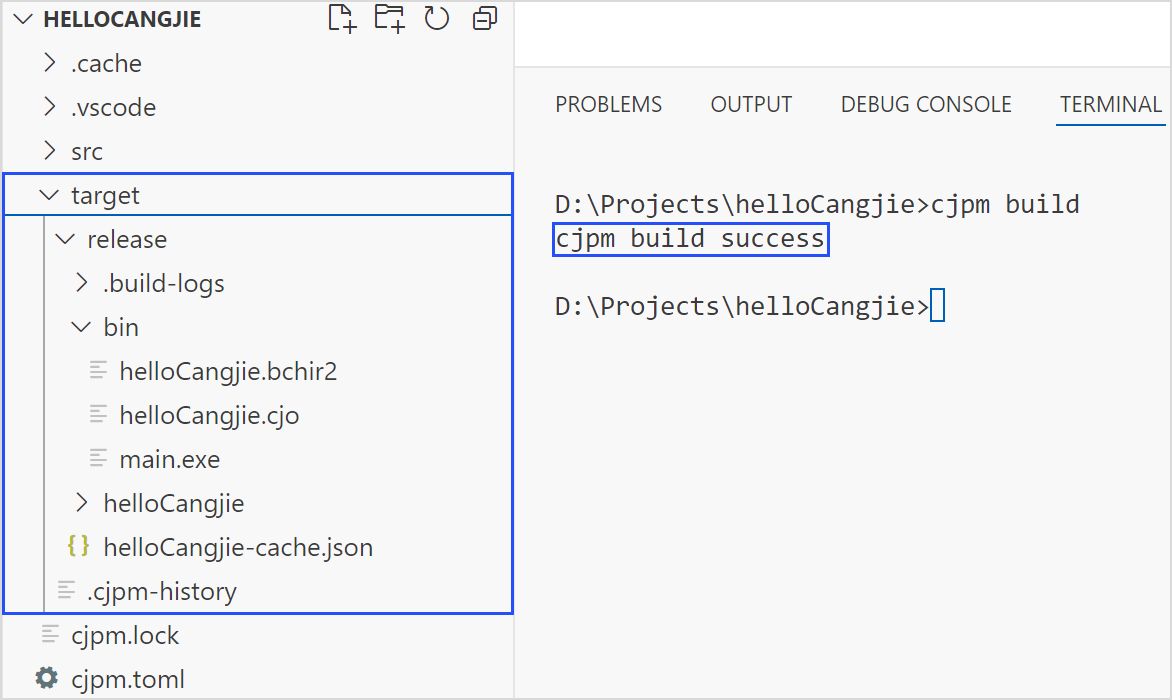 HELLOCANGJIE
.cache
.vscode
src
target
release
.build-logs
bin
helloCangjie.bchir2
helloCangjie.cjo
main.exe
helloCangjie
{} helloCangjie-cache.json
.cjpm-history
cjpm.lock
cjpm.toml
PROBLEMS OUTPUT DEBUG CONSOLE TERMINAL
D:\Projects\helloCangjie>cjpm build
cjpm build success
D:\Projects\helloCangjie>